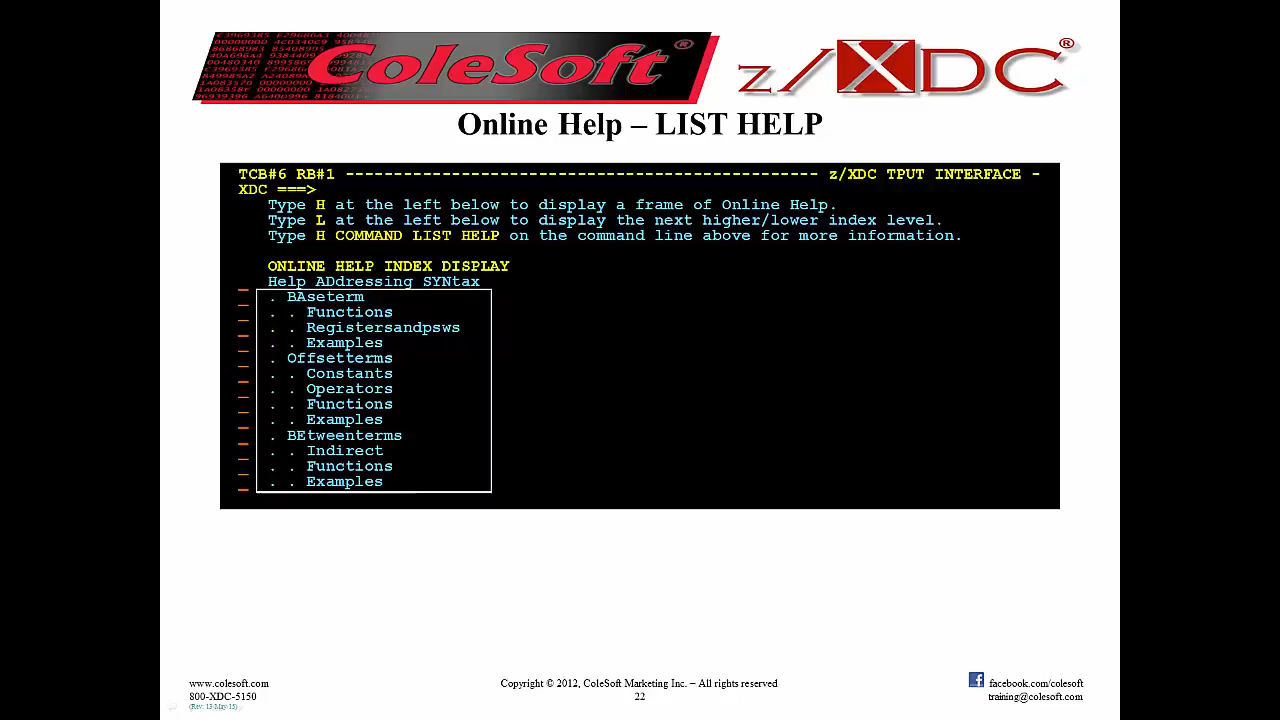 ColeSoft®
z/XDC®
Online Help – LIST HELP
TCB#6 RB#1 ------------------------------------------------- z/XDC TPUT INTERFACE -
XDC ===>
Type H at the left below to display a frame of Online Help.
Type L at the left below to display the next higher/lower index level.
Type H COMMAND LIST HELP on the command line above for more information.
ONLINE HELP INDEX DISPLAY
_ Help ADdressing SYNtax
_ . BAseterm
_ . . Functions
_ . . Registersandpsws
_ . . Examples
_ . Offsetterms
_ . . Constants
_ . . Operators
_ . . Functions
_ . . Examples
_ . BEtweenterms
_ . . Indirect
_ . . Functions
_ . . Examples
www.colesoft.com
800-XDC-5150
(Rev: 13-May-15)
Copyright © 2012, ColeSoft Marketing Inc. – All rights reserved
22
facebook.com/colesoft
training@colesoft.com